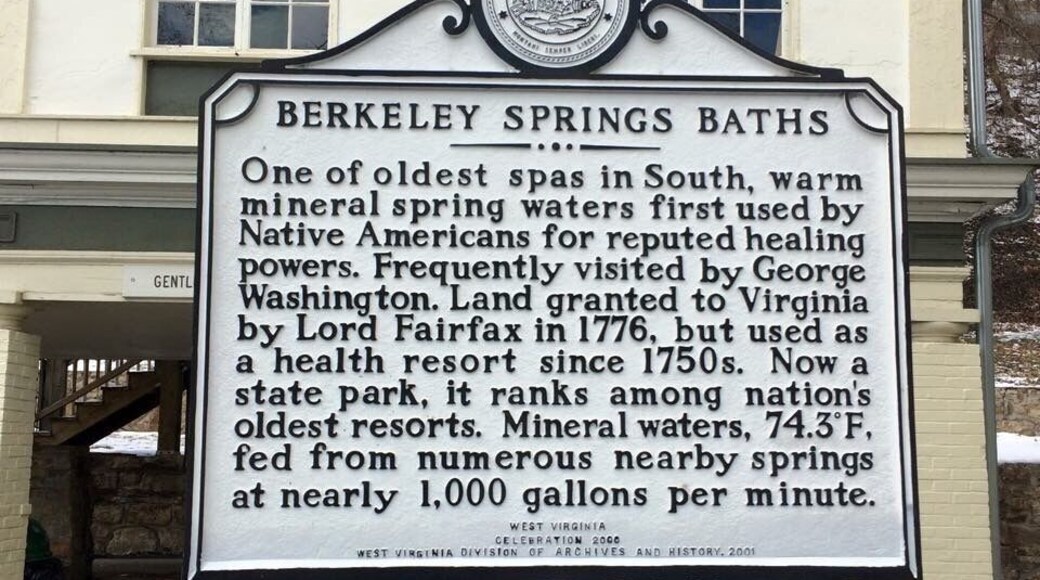 MONTANI SEMPER LIBERI
BERKELEY SPRINGS BATHS
One of oldest spas in South, warm
mineral spring waters first used by
Native Americans for reputed healing
powers. Frequently visited by George
Washington. Land granted to Virginia
by Lord Fairfax in 1776, but used as
a health resort since 1750s. Now a
state park, it ranks among nation's
oldest resorts. Mineral waters, 74.3°F,
fed from numerous nearby springs
at nearly 1,000 gallons per minute.
GENTL
WEST VIRGINIA
CELEBRATION 2000
WEST VIRGINIA DIVISION OF ARCHIVES AND HISTORY, 2001